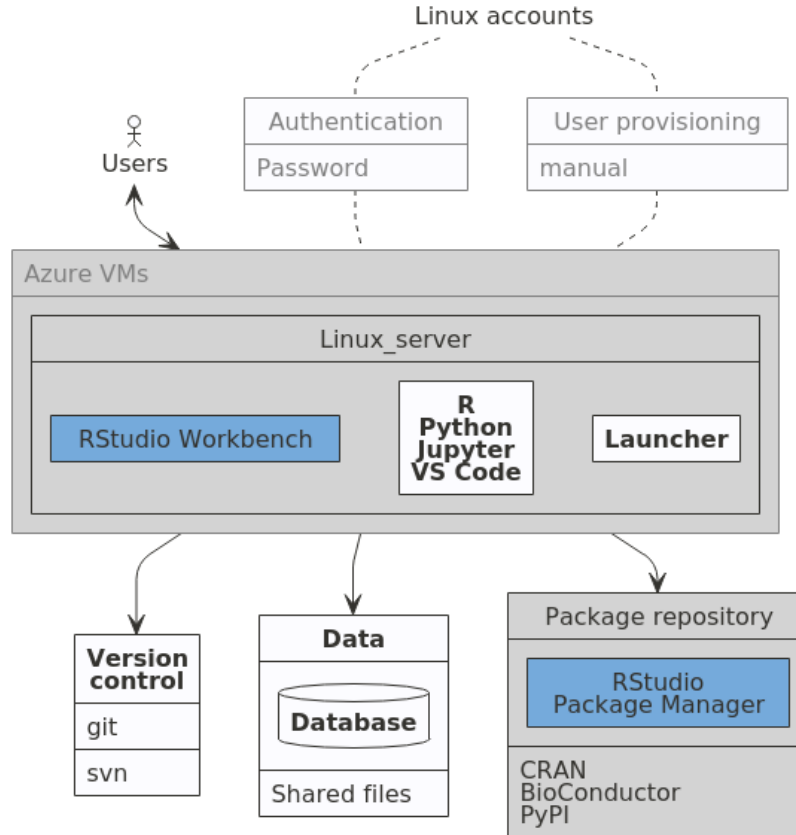 Linux accounts
Authentication
Password
User provisioning
manual
Users
Azure VMs
Linux_server
RStudio Workbench
R
Python
Jupyter
VS Code
Launcher
Version
control
git
svn
Data
Database
Shared files
Package repository
RStudio
Package Manager
CRAN
BioConductor
PyPI